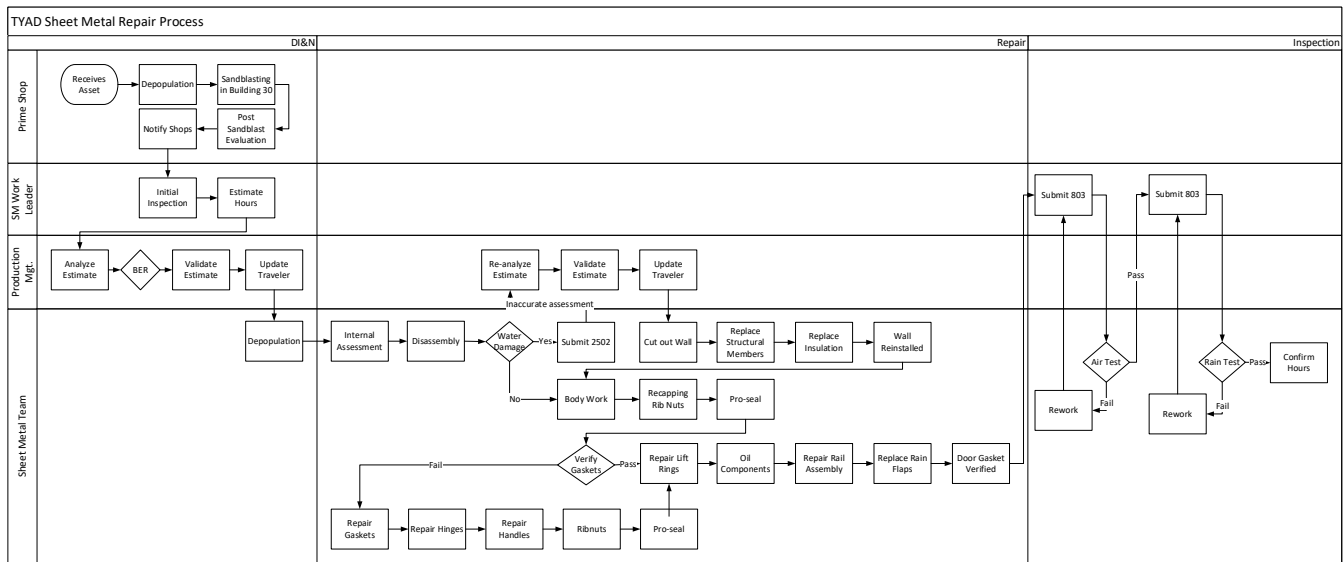 TYAD Sheet Metal Repair Process
DI&N
Repair
Inspection
Prime Shop
Receives
Asset
Depopulation
Sandblasting
in Building 30
Notify Shops
Post
Sandblast
Evaluation
SM Work
Leader
Initial
Inspection
Estimate
Hours
Submit 803
Submit 803
Production
Mgt.
Analyze
Estimate
BER
Validate
Estimate
Update
Traveler
Re-analyze
Estimate
Validate
Estimate
Update
Traveler
Pass
Inaccurate assessment
Sheet Metal Team
Depopulation
Internal
Assessment
Disassembly
Water
Damage
Yes
Submit 2502
Cut out Wall
Replace
Structural
Members
Replace
Insulation
Wall
Reinstalled
No
Body Work
Recapping
Rib Nuts
Pro-seal
Air Test
Fail
Rework
Rain Test
Pass
Confirm
Hours
Fail
Rework
Verify
Gaskets
Fail
Pass
Repair Lift
Rings
Oil
Components
Repair Rail
Assembly
Replace Rain
Flaps
Door Gasket
Verified
Repair
Gaskets
Repair Hinges
Repair
Handles
Ribnuts
Pro-seal